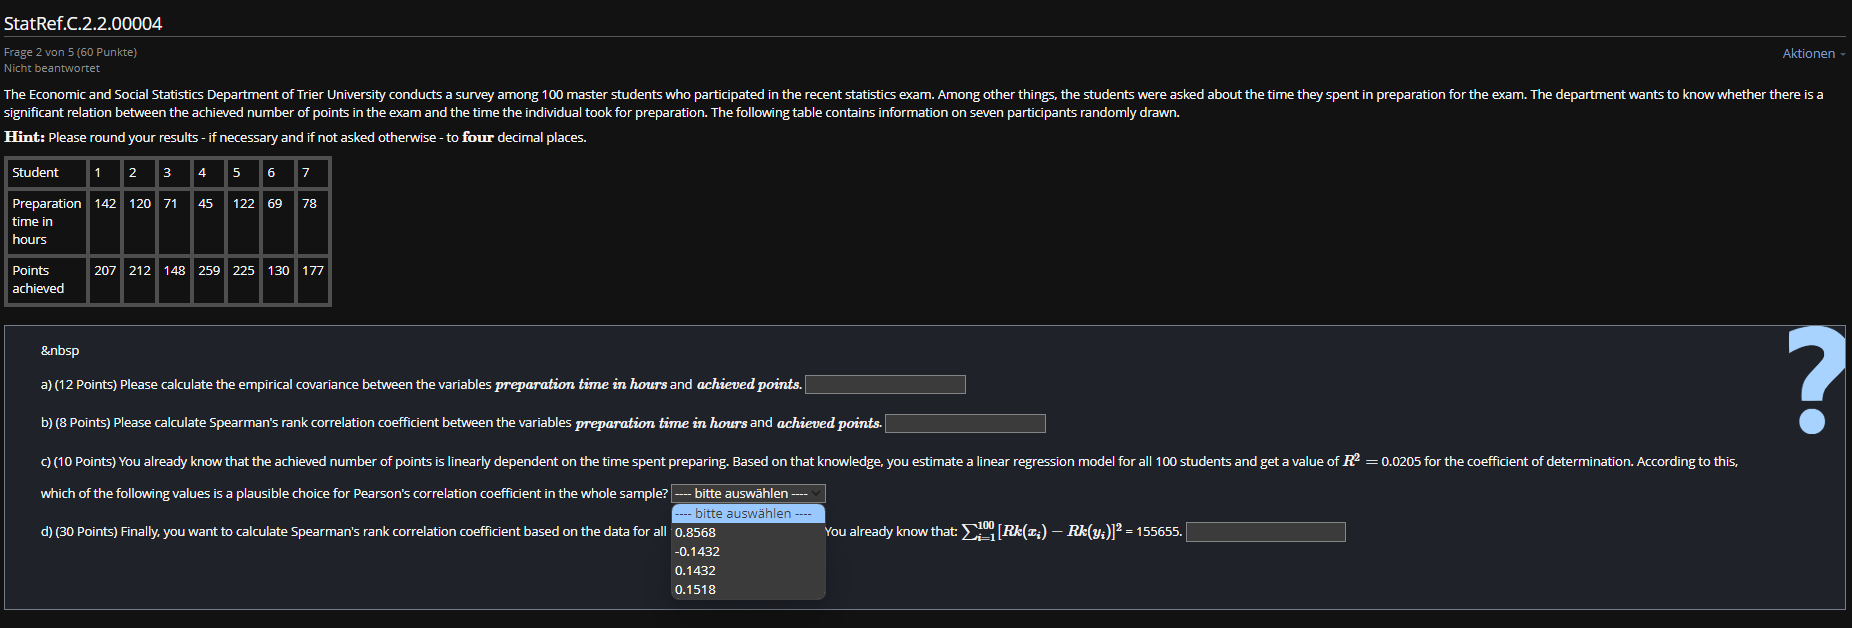 StatRef.C.2.2.00004
Frage 2 von 5 (60 Punkte)
Aktionen
Nicht beantwortet
The Economic and Social Statistics Department of Trier University conducts a survey among 100 master students who participated in the recent statistics exam. Among other things, the students were asked about the time they spent in preparation for the exam. The department wants to know whether there is a
significant relation between the achieved number of points in the exam and the time the individual took for preparation. The following table contains information on seven participants randomly drawn.
Hint: Please round your results - if necessary and if not asked otherwise - to four decimal places.
Student 1 2 3 4 5 6 7
Preparation time in hours 142 120 71 45 122 69 78
Points achieved 207 212 148 259 225 130 177
?
&nbsp
a) (12 Points) Please calculate the empirical covariance between the variables preparation time in hours and achieved points.
b) (8 Points) Please calculate Spearman's rank correlation coefficient between the variables preparation time in hours and achieved points.
c) (10 Points) You already know that the achieved number of points is linearly dependent on the time spent preparing. Based on that knowledge, you estimate a linear regression model for all 100 students and get a value of R² = 0.0205 for the coefficient of determination. According to this,
which of the following values is a plausible choice for Pearson's correlation coefficient in the whole sample? ---- bitte auswählen ----
---- bitte auswählen ----
0.8568
-0.1432
0.1432
0.1518
d) (30 Points) Finally, you want to calculate Spearman's rank correlation coefficient based on the data for all You already know that: ∑_{i=1}^{100} [Rk(x_i) − Rk(y_i)]² = 155655.